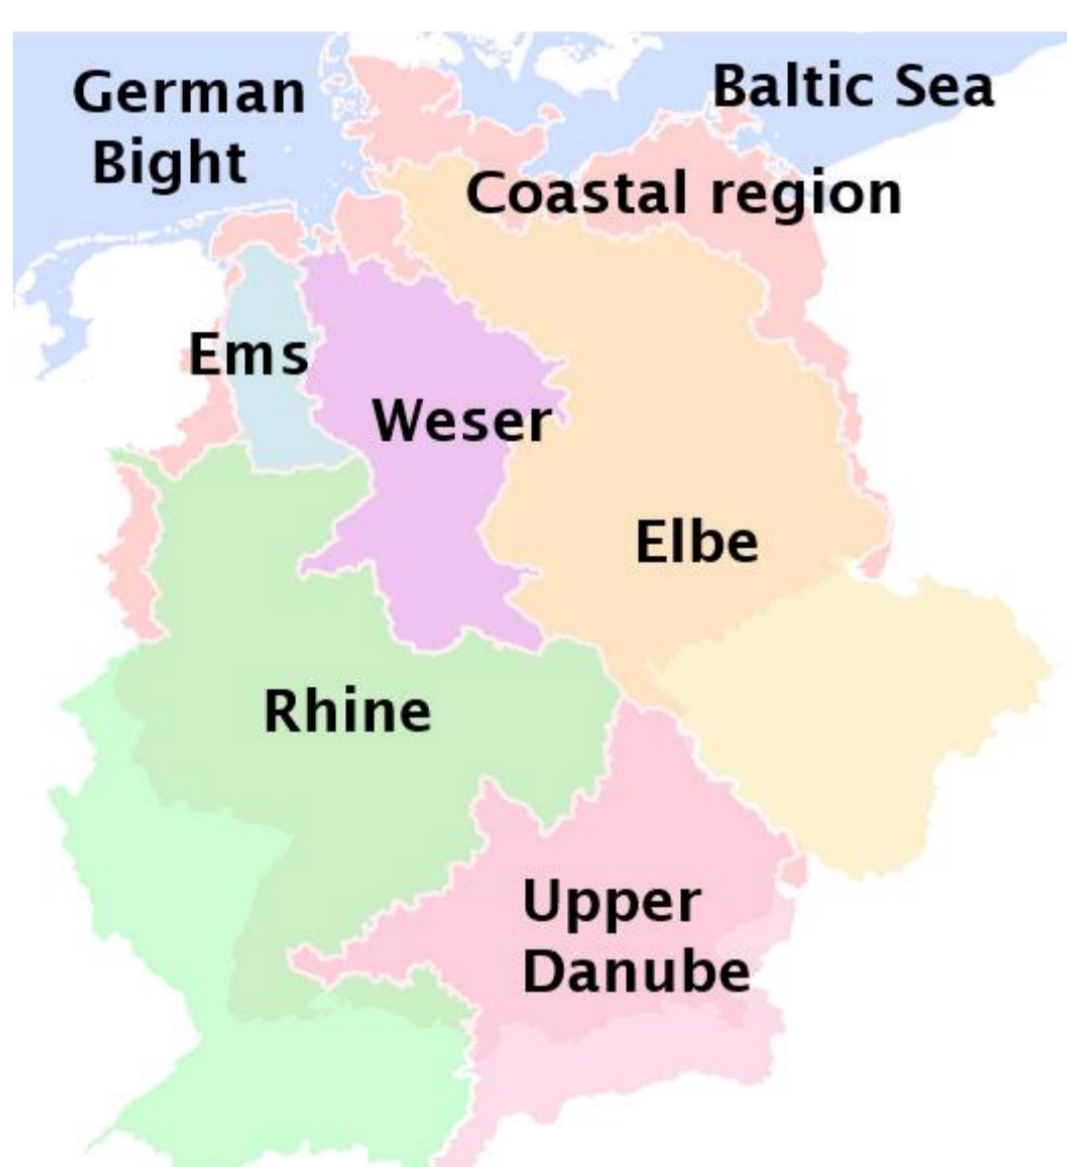 German
Bight
Baltic Sea
Coastal region
Ems
Weser
Elbe
Rhine
Upper
Danube